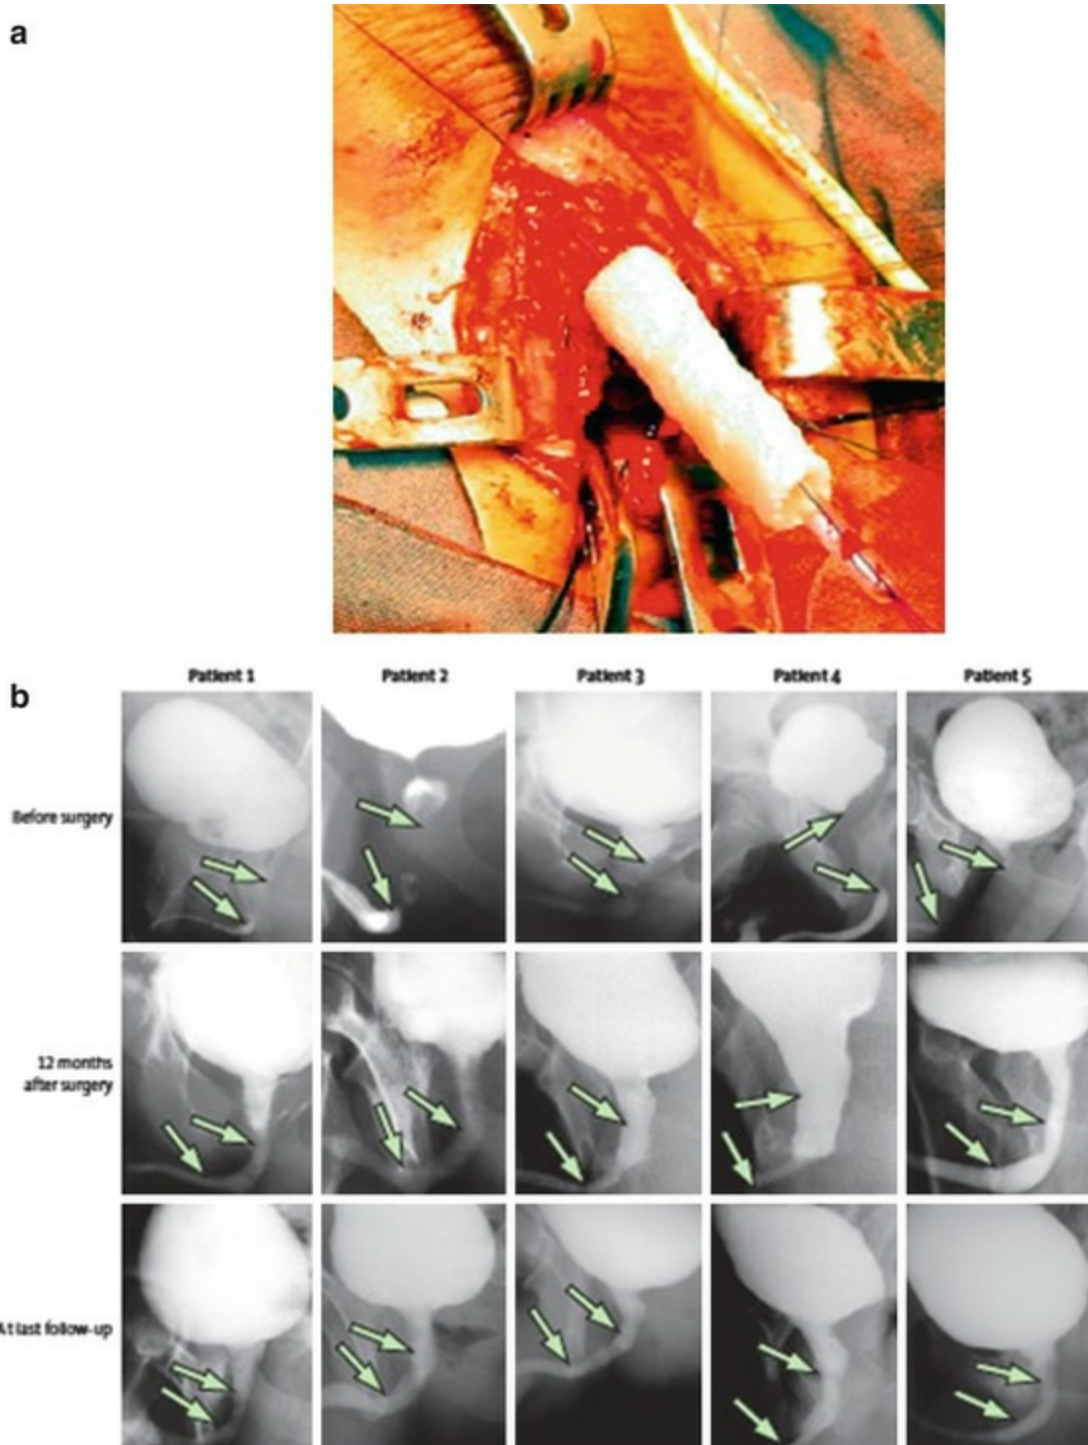 a
b
Patient 1
Patient 2
Patient 3
Patient 4
Patient 5
Before surgery
12 months
after surgery
At last follow-up